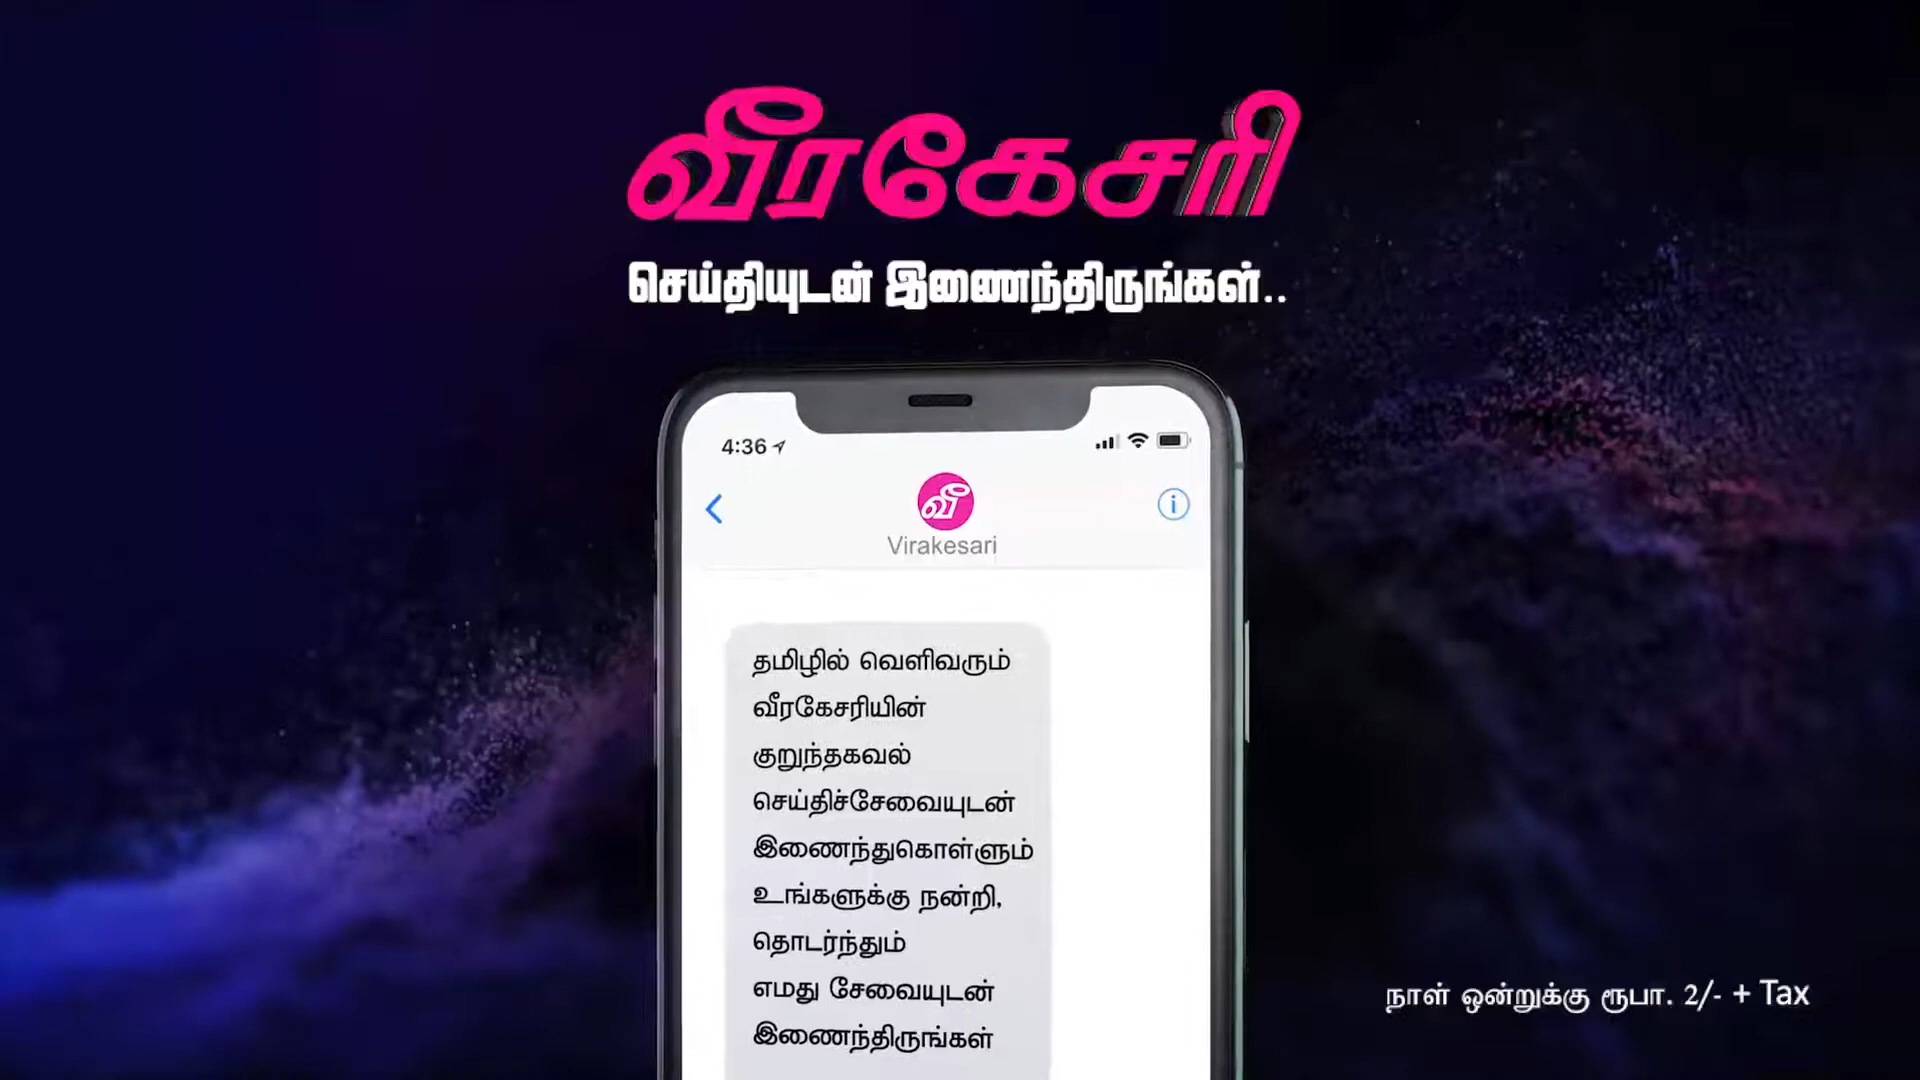 வீரகேசரி
செய்தியுடன் இணைந்திருங்கள்..
4:36
வீ
Virakesari
தமிழில் வெளிவரும்
வீரகேசரியின்
குறுந்தகவல்
செய்திச்சேவையுடன்
இணைந்துகொள்ளும்
உங்களுக்கு நன்றி,
தொடர்ந்தும்
எமது சேவையுடன்
இணைந்திருங்கள்
நாள் ஒன்றுக்கு ரூபா. 2/- + Tax